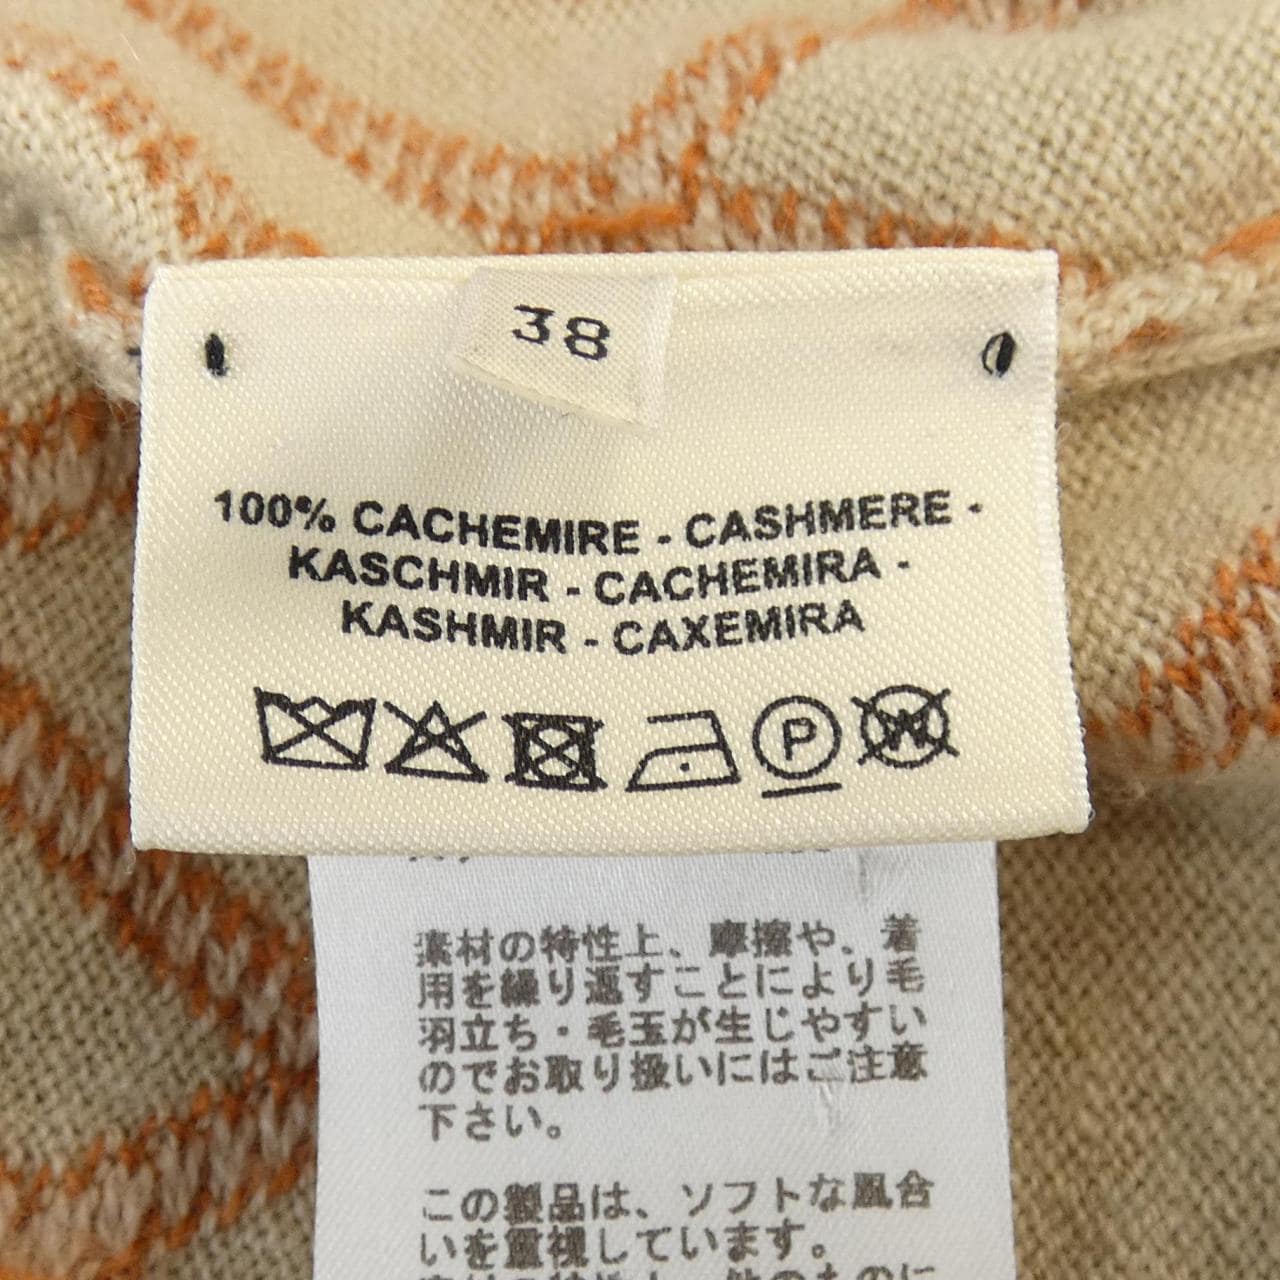 38
100% CACHEMIRE - CASHMERE -
KASCHMIR - CACHEMIRA -
KASHMIR - CAXEMIRA
P
W
素材の特性上、摩擦や、着
用を繰り返すことにより毛
羽立ち・毛玉が生じやすい
のでお取り扱いにはご注意
下さい。
この製品は、ソフトな風合
いを重視しています。